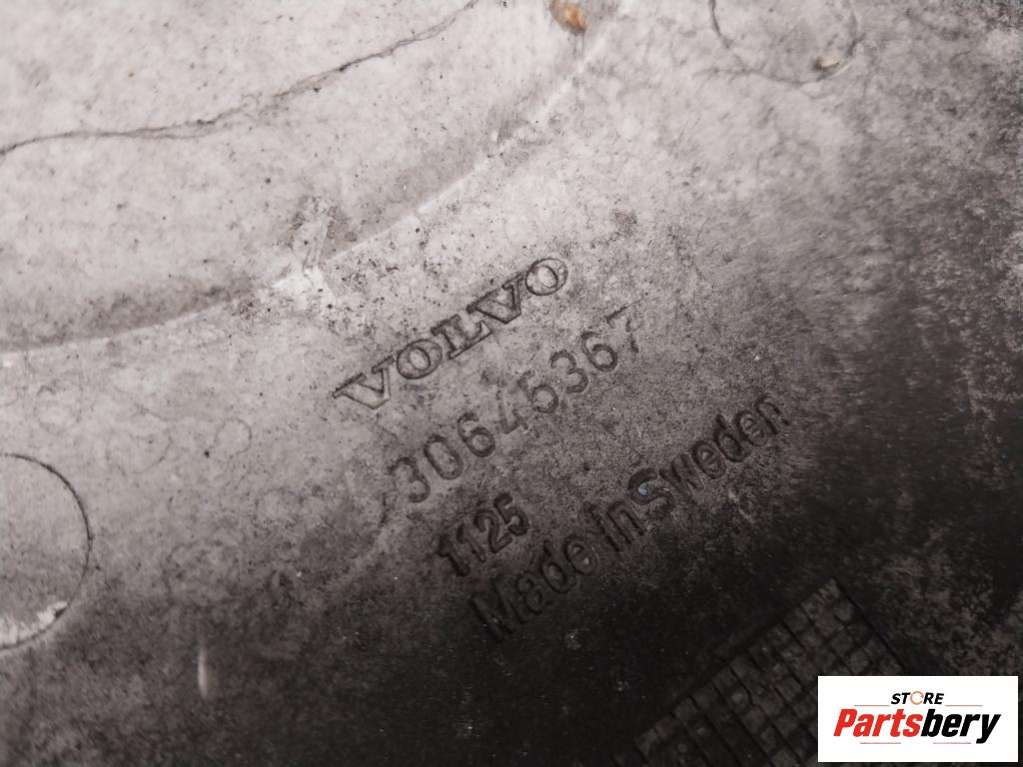 VOLVO
30645367
1125
Made In Sweden
STORE
Partsbery